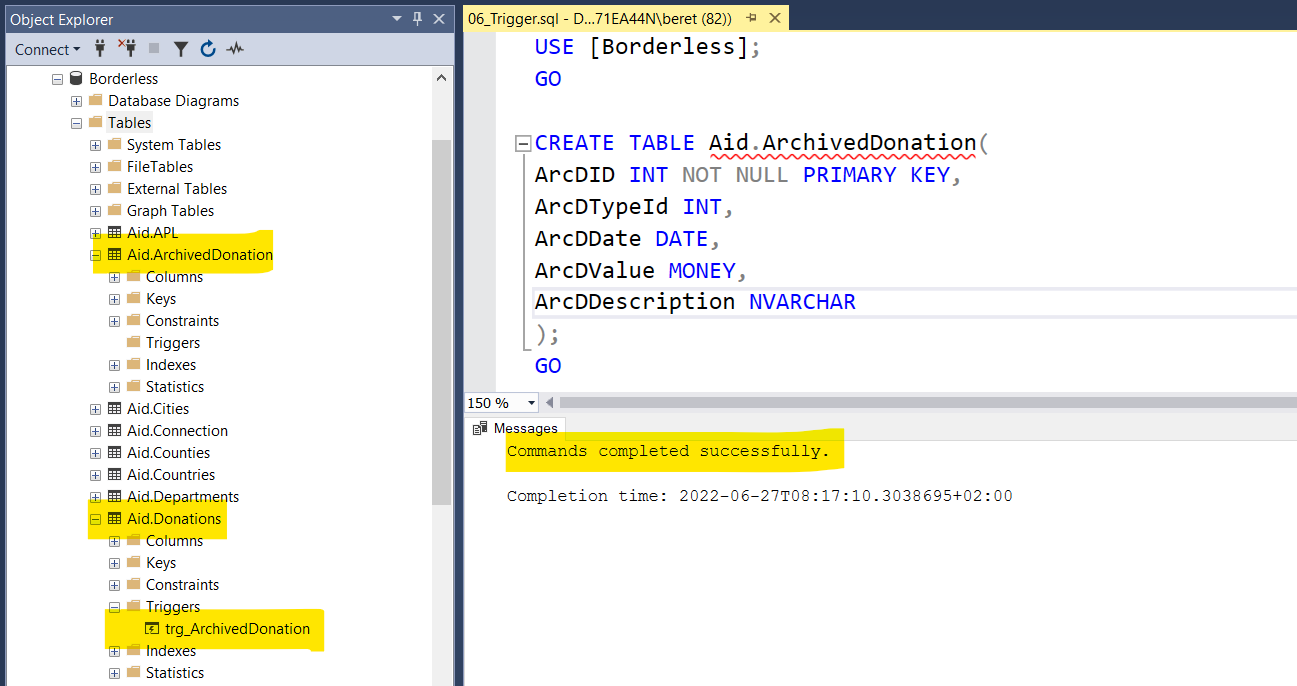 Object Explorer
Connect
Borderless
Database Diagrams
Tables
System Tables
FileTables
External Tables
Graph Tables
Aid.APL
Aid.ArchivedDonation
Columns
Keys
Constraints
Triggers
Indexes
Statistics
Aid.Cities
Aid.Connection
Aid.Counties
Aid.Countries
Aid.Departments
Aid.Donations
Columns
Keys
Constraints
Triggers
trg_ArchivedDonation
Indexes
Statistics
06_Trigger.sql - D...71EA44N\beret (82))
USE [Borderless];
GO
CREATE TABLE Aid.ArchivedDonation(
ArcDID INT NOT NULL PRIMARY KEY,
ArcDTypeId INT,
ArcDDate DATE,
ArcDValue MONEY,
ArcDDescription NVARCHAR
);
GO
150 %
Messages
Commands completed successfully.
Completion time: 2022-06-27T08:17:10.3038695+02:00